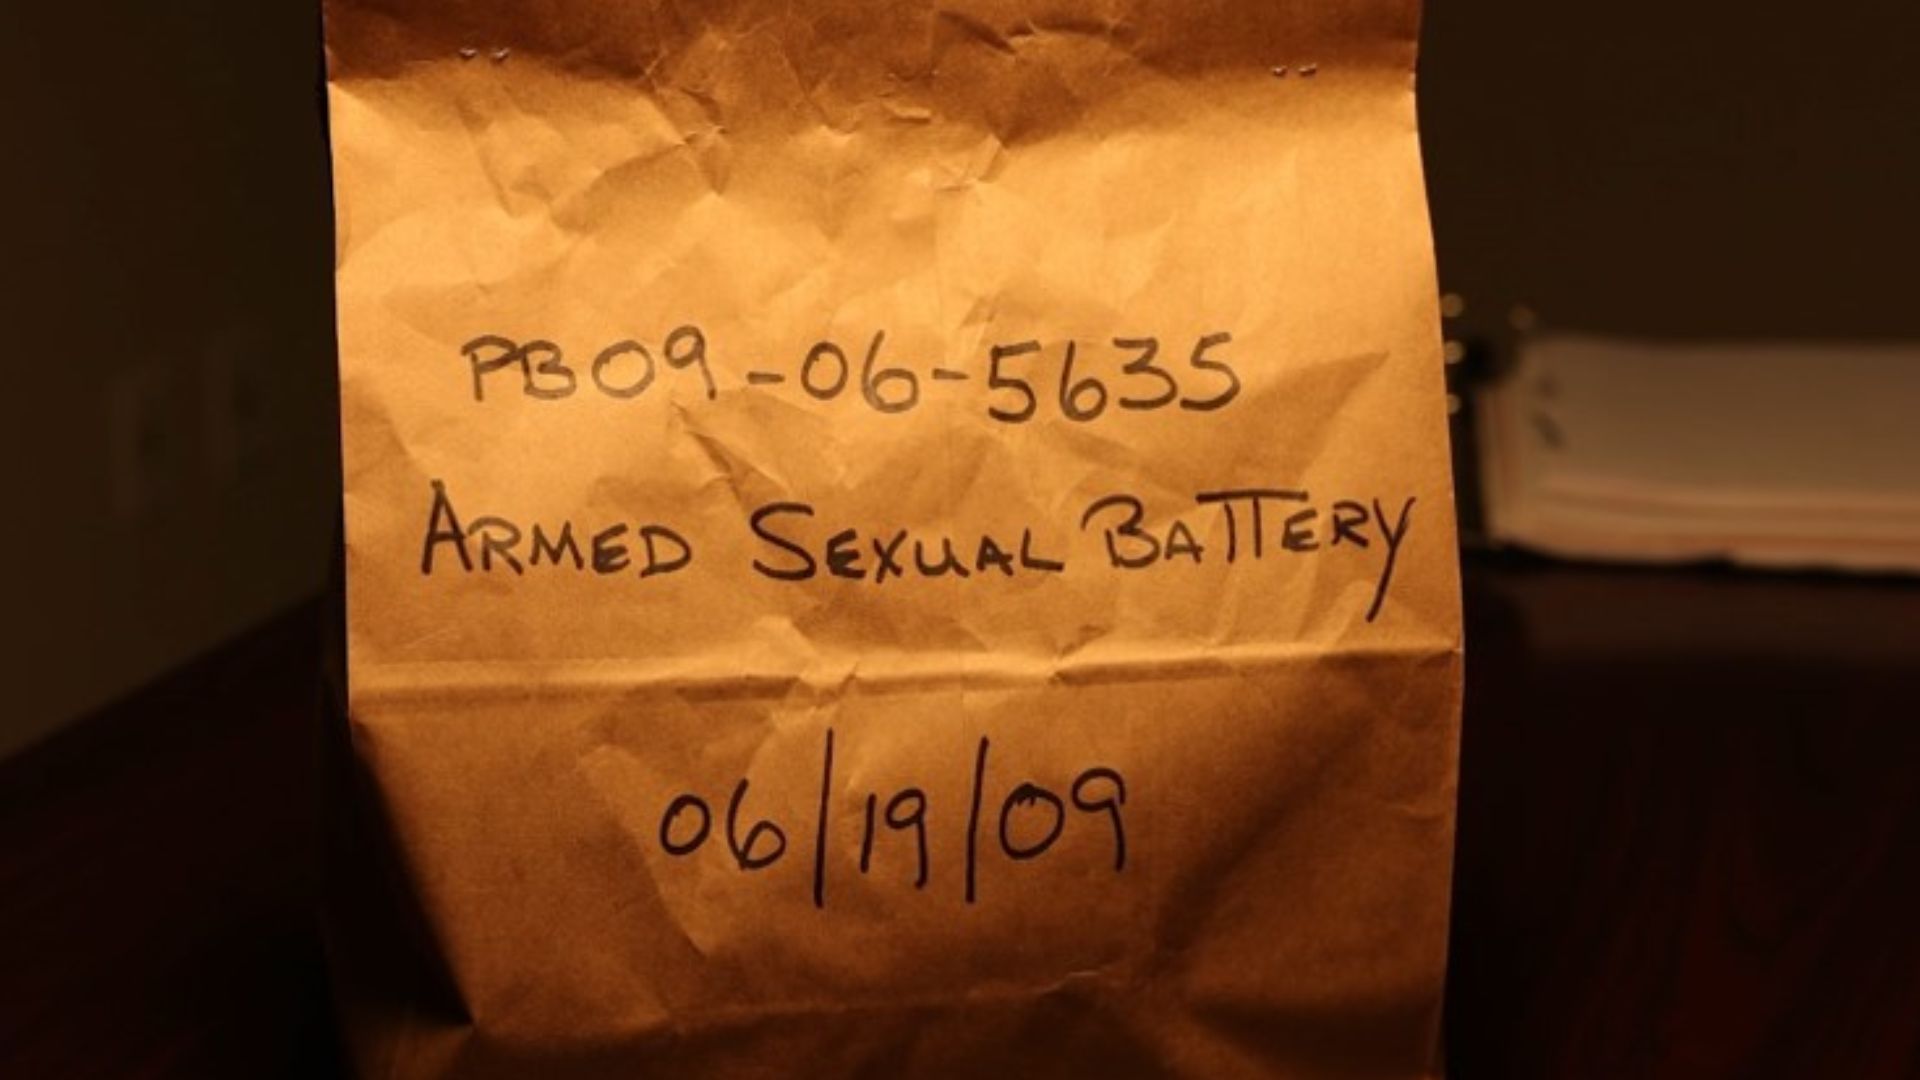 PB09-06-5635
ARMED SEXUAL BATTERY
06/19/09